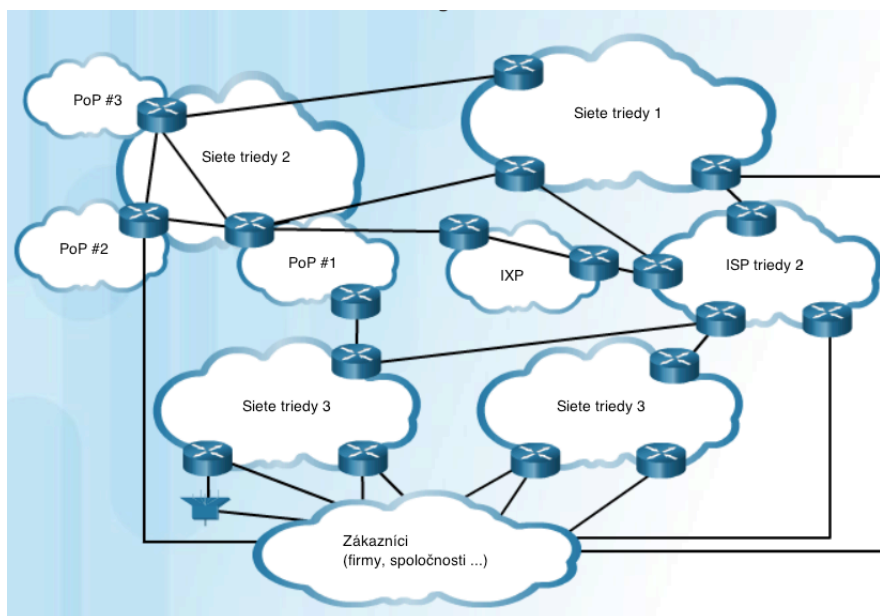 PoP #3
Siete triedy 2
Siete triedy 1
PoP #2
PoP #1
IXP
ISP triedy 2
Siete triedy 3
Siete triedy 3
Zákazníci
(firmy, spoločnosti ...)